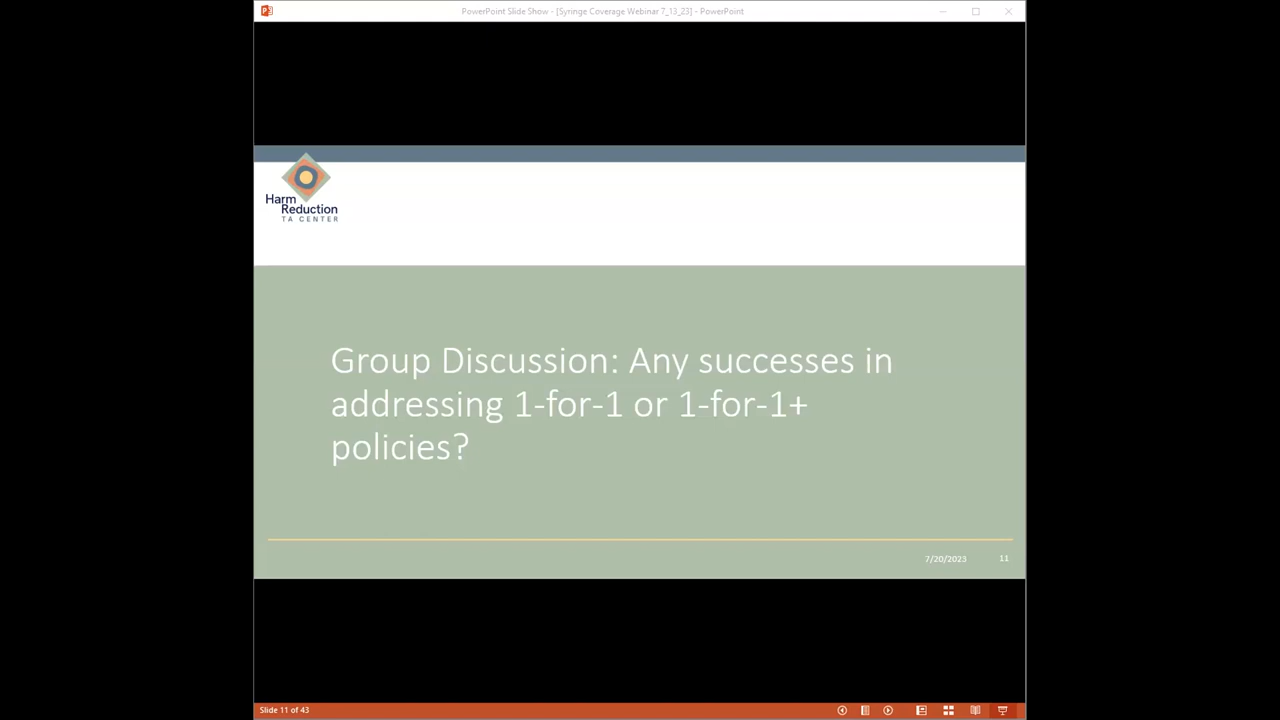 PowerPoint Slide Show - [Syringe Coverage Webinar 7_13_23] - PowerPoint
Harm
Reduction
TA CENTER
Group Discussion: Any successes in
addressing 1-for-1 or 1-for-1+
policies?
7/20/2023 11
Slide 11 of 43